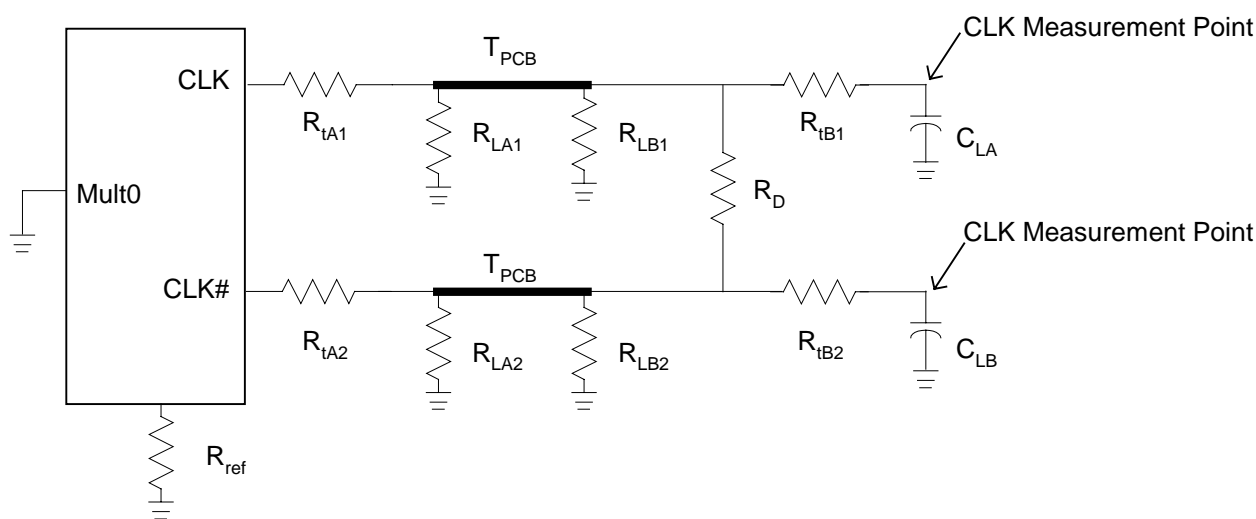 CLK Measurement Point
T_PCB
CLK
R_tA1
R_LA1
R_LB1
R_tB1
C_LA
Mult0
R_D
CLK Measurement Point
T_PCB
CLK#
R_tA2
R_LA2
R_LB2
R_tB2
C_LB
R_ref